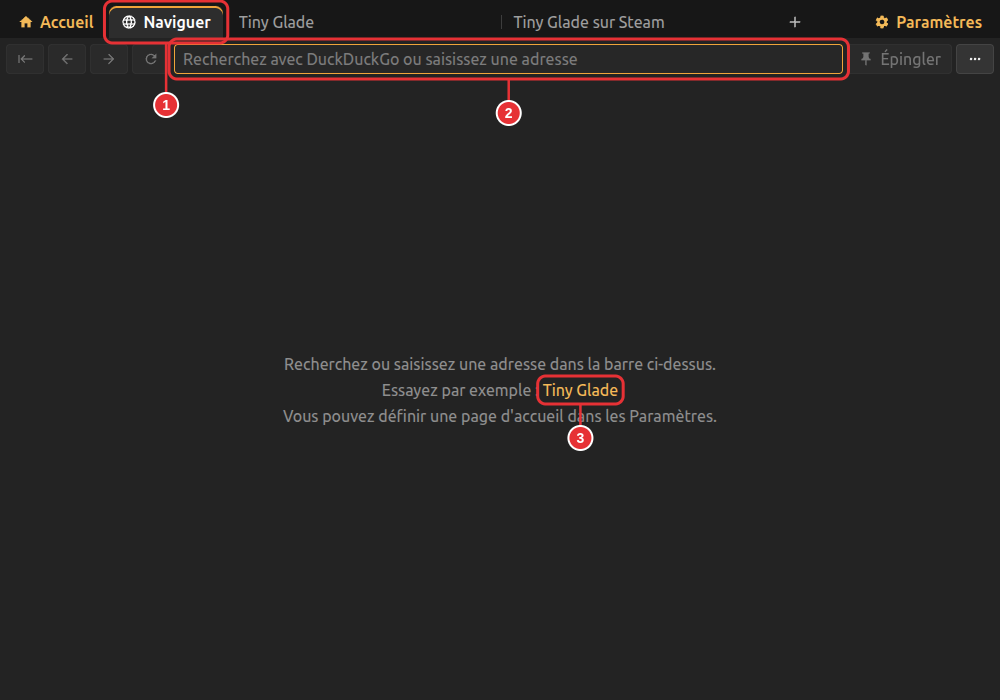 Accueil Naviguer Tiny Glade Tiny Glade sur Steam + Paramètres
Recherchez avec DuckDuckGo ou saisissez une adresse Épingler ...
1
2
Recherchez ou saisissez une adresse dans la barre ci-dessus.
Essayez par exemple : Tiny Glade
Vous pouvez définir une page d'accueil dans les Paramètres.
3